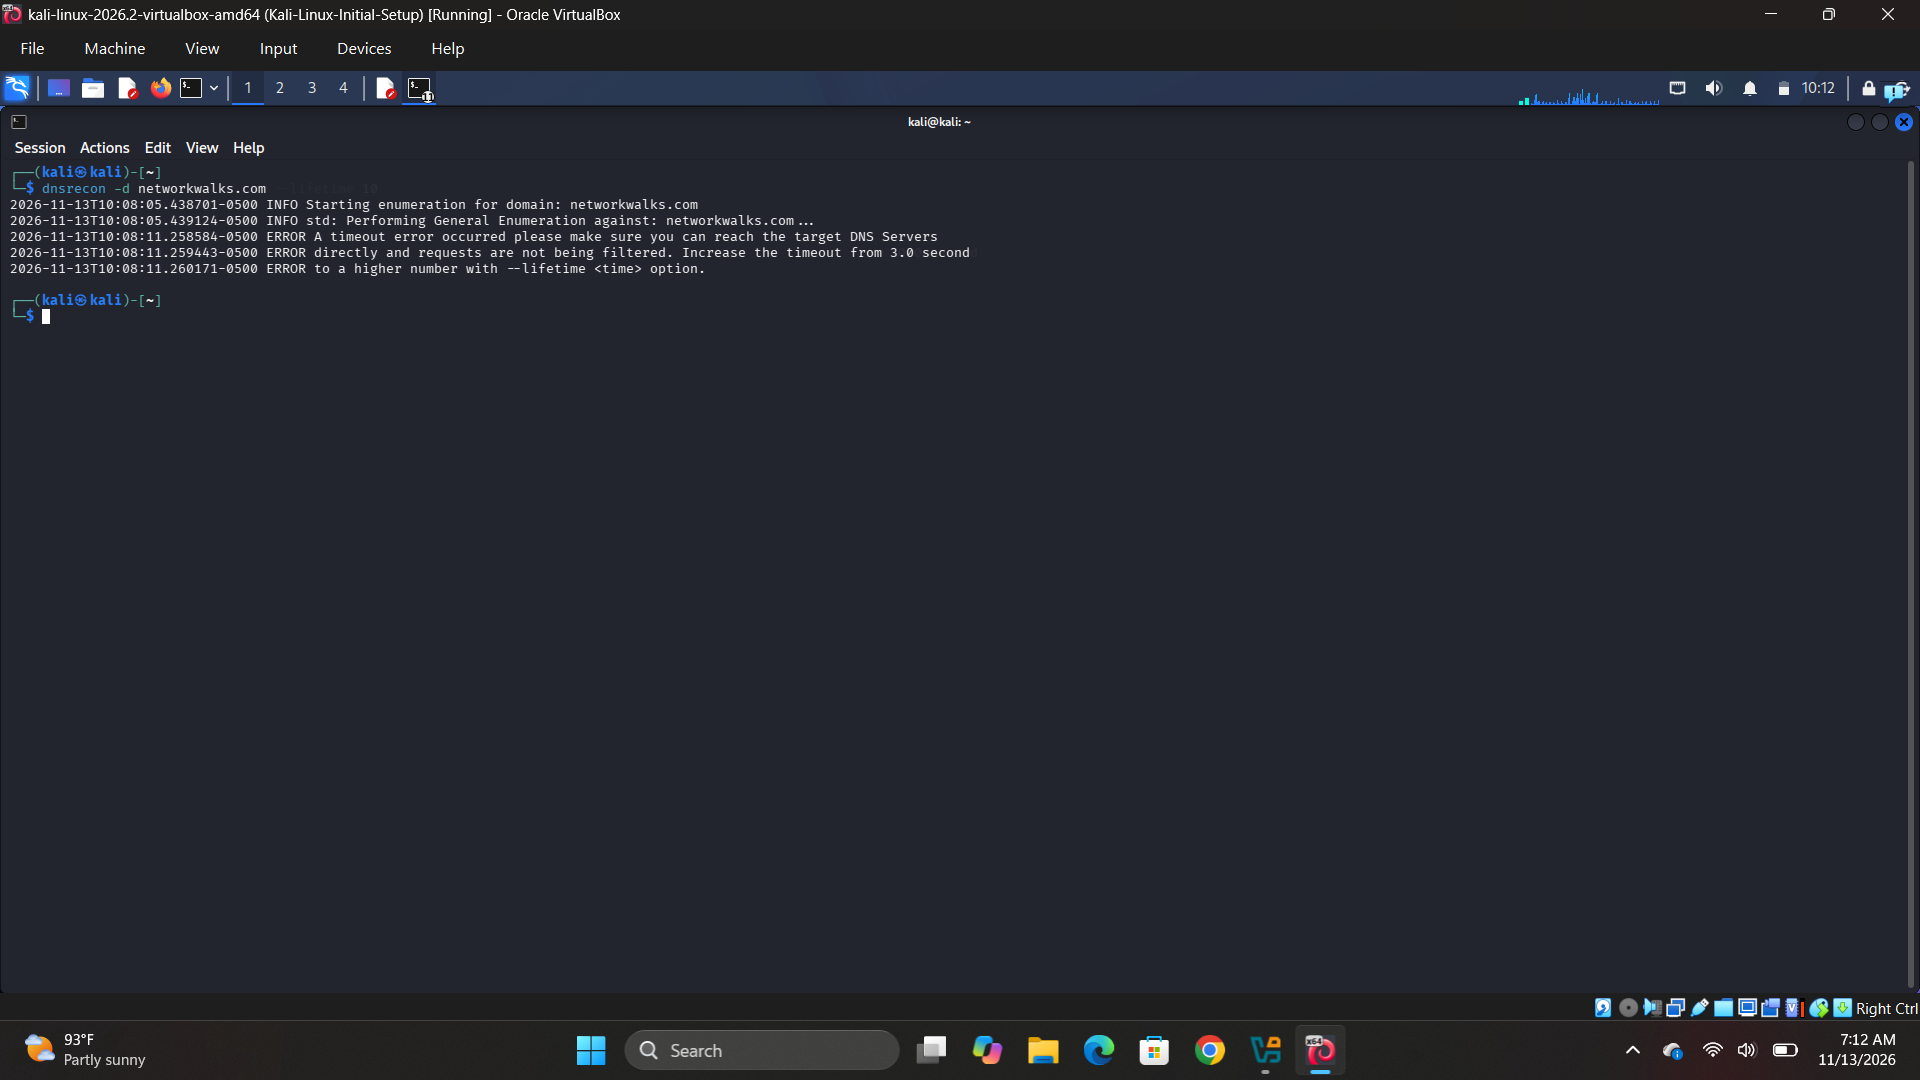 kali-linux-2026.2-virtualbox-amd64 (Kali-Linux-Initial-Setup) [Running] - Oracle VirtualBox
File Machine View Input Devices Help
1 2 3 4 11 10:12
kali@kali: ~
Session Actions Edit View Help
┌──(kali㉿kali)-[~]
└─$ dnsrecon -d networkwalks.com --lifetime 10
2026-11-13T10:08:05.438701-0500 INFO Starting enumeration for domain: networkwalks.com
2026-11-13T10:08:05.439124-0500 INFO std: Performing General Enumeration against: networkwalks.com...
2026-11-13T10:08:11.258584-0500 ERROR A timeout error occurred please make sure you can reach the target DNS Servers
2026-11-13T10:08:11.259443-0500 ERROR directly and requests are not being filtered. Increase the timeout from 3.0 second
2026-11-13T10:08:11.260171-0500 ERROR to a higher number with --lifetime <time> option.
┌──(kali㉿kali)-[~]
└─$
Right Ctrl
93°F
Partly sunny
Search
x64
7:12 AM
11/13/2026